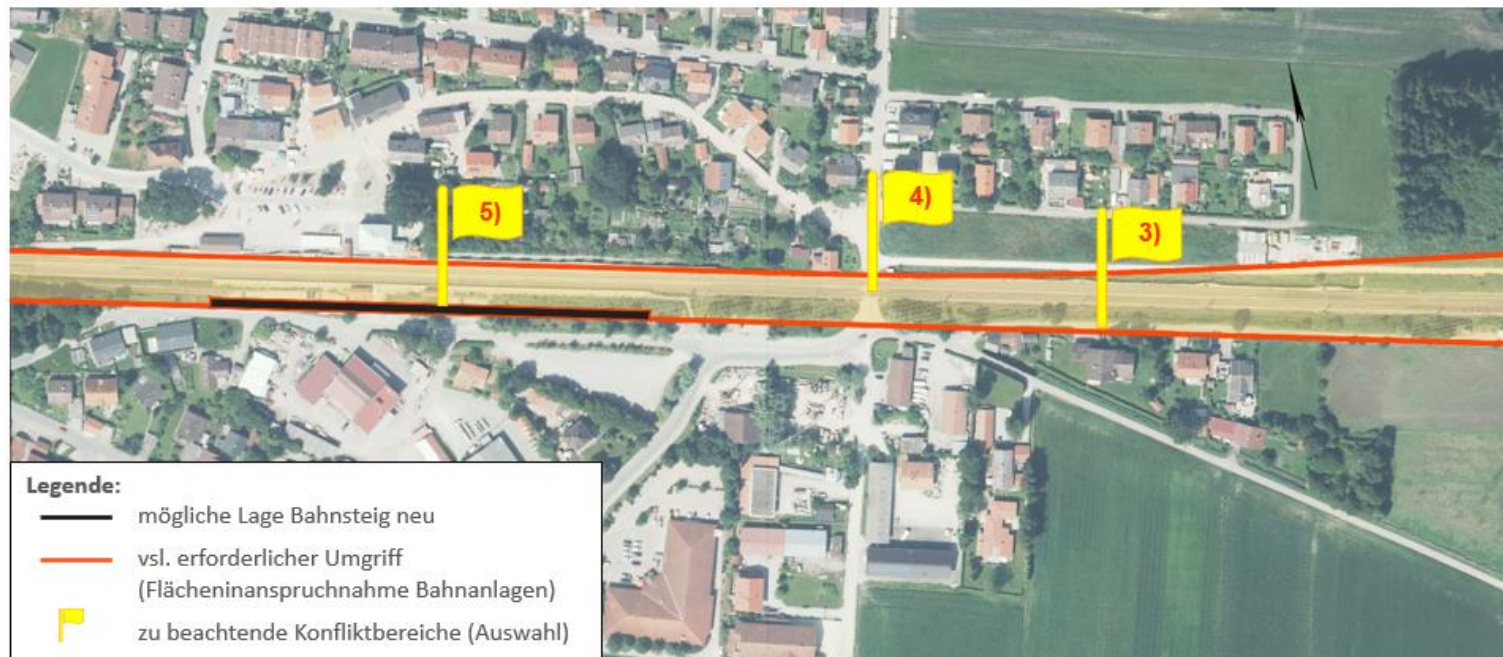 5)
4)
3)
Legende:
mögliche Lage Bahnsteig neu
vsl. erforderlicher Umgriff
(Flächeninanspruchnahme Bahnanlagen)
zu beachtende Konfliktbereiche (Auswahl)